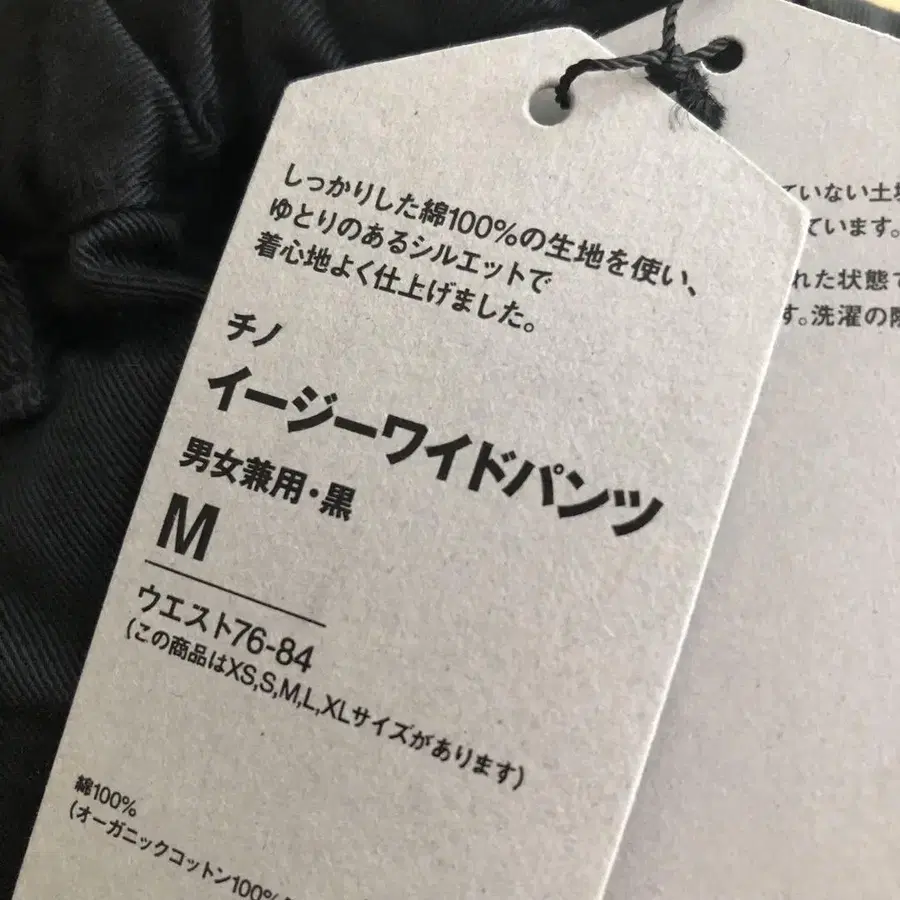 しっかりした綿100%の生地を使い、
ゆとりのあるシルエットで
着心地よく仕上げました。
チノ
イージーワイドパンツ
男女兼用・黒
M
ウエスト76-84
(この商品はXS,S,M,L,XLサイズがあります)
綿100%
(オーガニックコットン100%
ていない土
ています。
れた状態で
す。洗濯の際